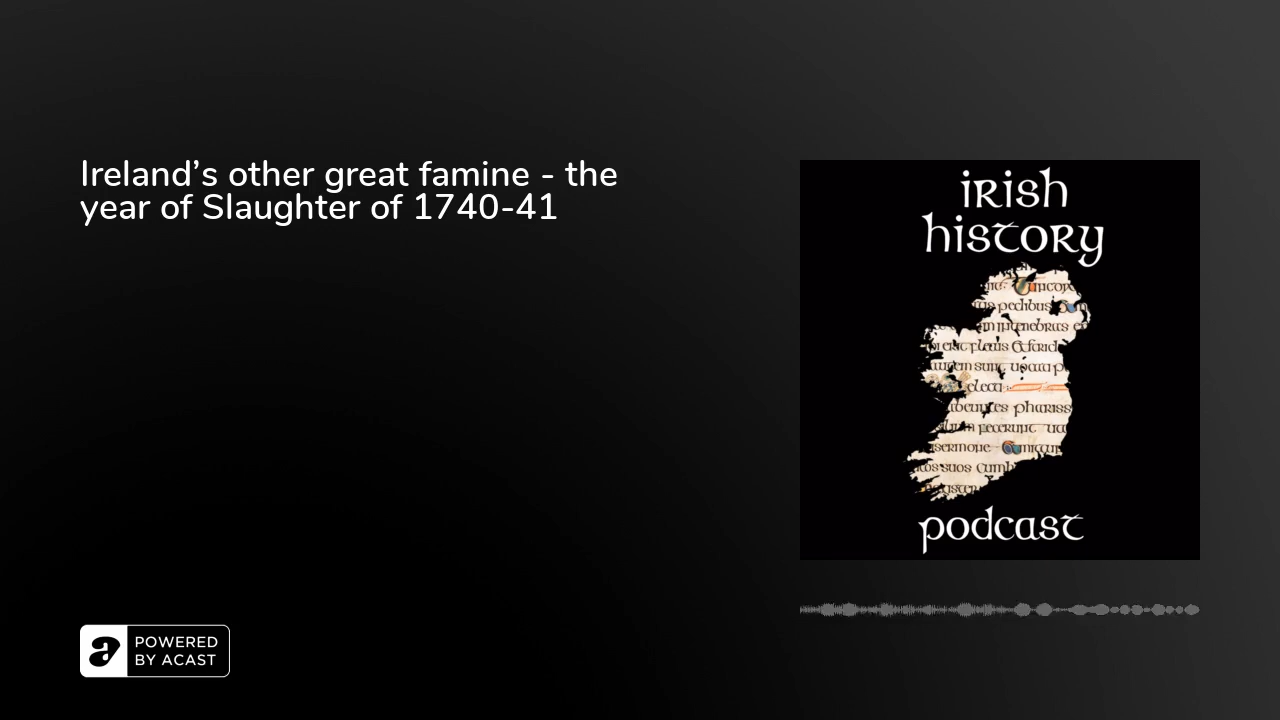 Ireland’s other great famine - the
year of Slaughter of 1740-41
irish
history
podcast
POWERED
BY ACAST